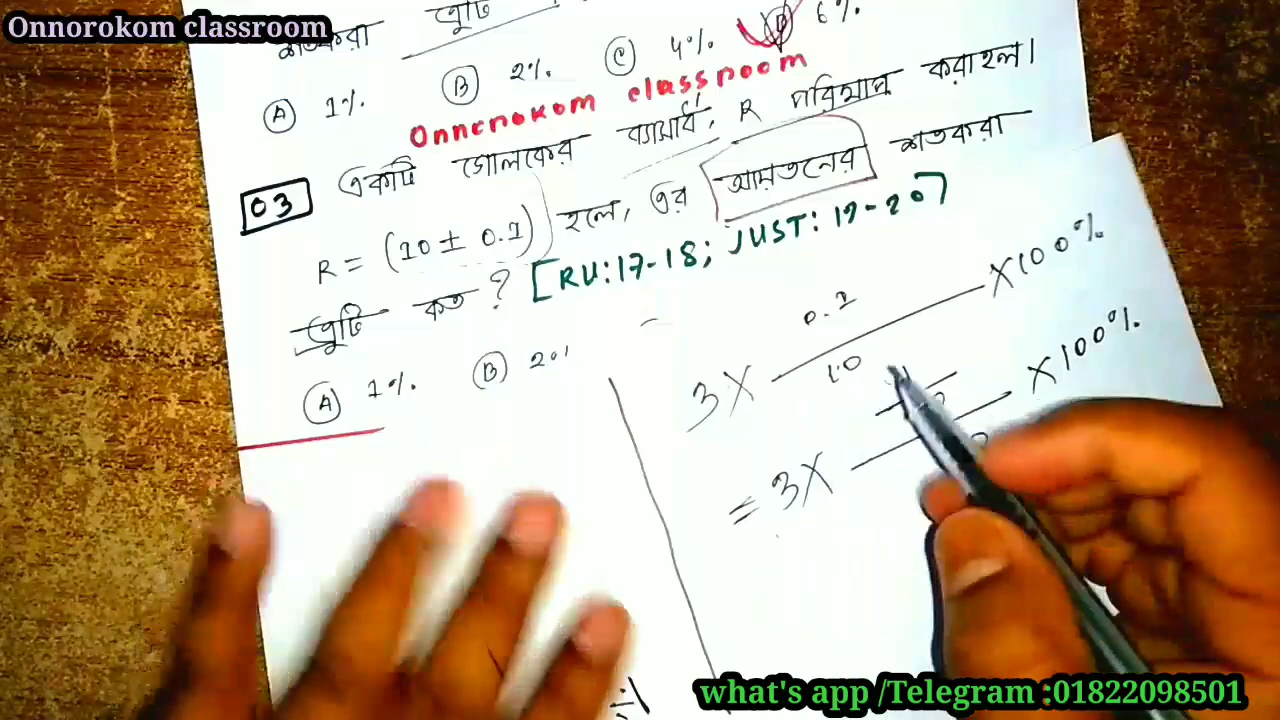 Onnorokom classroom
শতকরা ত্রুটি
Ⓐ 1%. Ⓑ 2%. Ⓒ 4%. Ⓓ 6%.
Onnorokom classroom
03 একটি গোলকের ব্যাসার্ধ, R পরিমাপ করা হল।
R = (10 ± 0.1) হলে, এর আয়তনের শতকরা
ত্রুটি কত? [RU:17-18; JUST: 19-20]
Ⓐ 1%. Ⓑ 2%
3 × 0.1 / 10 × 100%.
= 3 × × 100%.
what's app /Telegram :01822098501